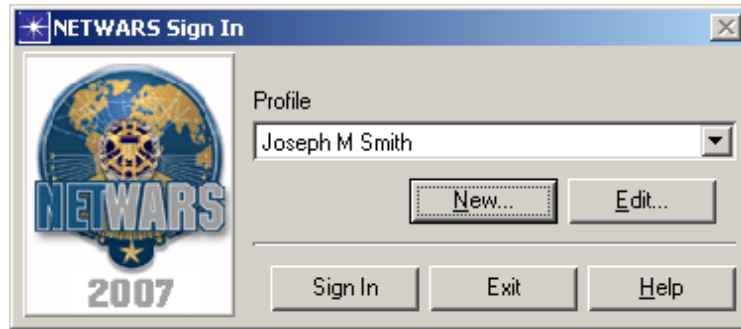 NETWARS Sign In
Profile
Joseph M Smith
New...
Edit...
NETWARS
2007
Sign In
Exit
Help